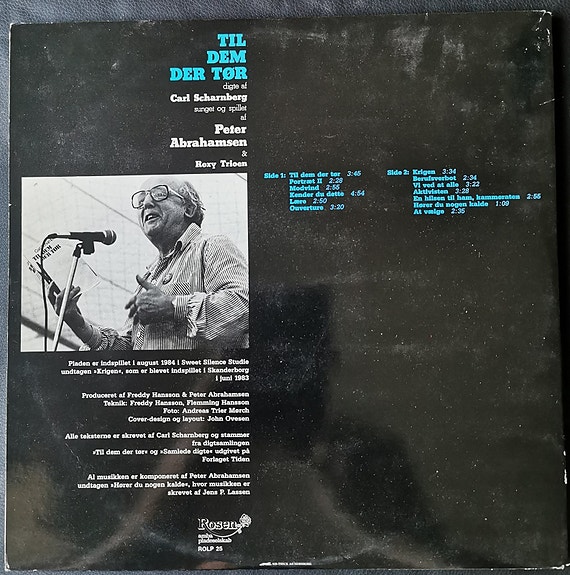 TIL
DEM
DER TØR
digte af
Carl Scharnberg
sunget og spillet
af
Peter
Abrahamsen
&
Roxy Trioen
Side 1: Til dem der tør 3:45
Portræt II 2:28
Modvind 2:55
Kender du dette 4:54
Lære 2:50
Ouverture 3:20
Side 2: Krigen 3:34
Berufsverbot 2:34
Vi ved at alle 3:22
Aktivisten 3:28
En hilsen til ham, kammeraten 2:55
Hører du nogen kalde 1:09
At vælge 2:35
TIL DEM
DER TØR
Pladen er indspillet i august 1984 i Sweet Silence Studie
undtagen »Krigen«, som er blevet indspillet i Skanderborg
i juni 1983
Produceret af Freddy Hansson & Peter Abrahamsen
Teknik: Freddy Hansson, Flemming Hansson
Foto: Andreas Trier Mørch
Cover-design og layout: John Ovesen
Alle teksterne er skrevet af Carl Scharnberg og stammer
fra digtsamlingen
»Til dem der tør« og »Samlede digte« udgivet på
Forlaget Tiden
Al musikken er komponeret af Peter Abrahamsen
undtagen »Hører du nogen kalde«, hvor musikken er
skrevet af Jens P. Lassen
Rosen
amba
pladeselskab
ROLP 25